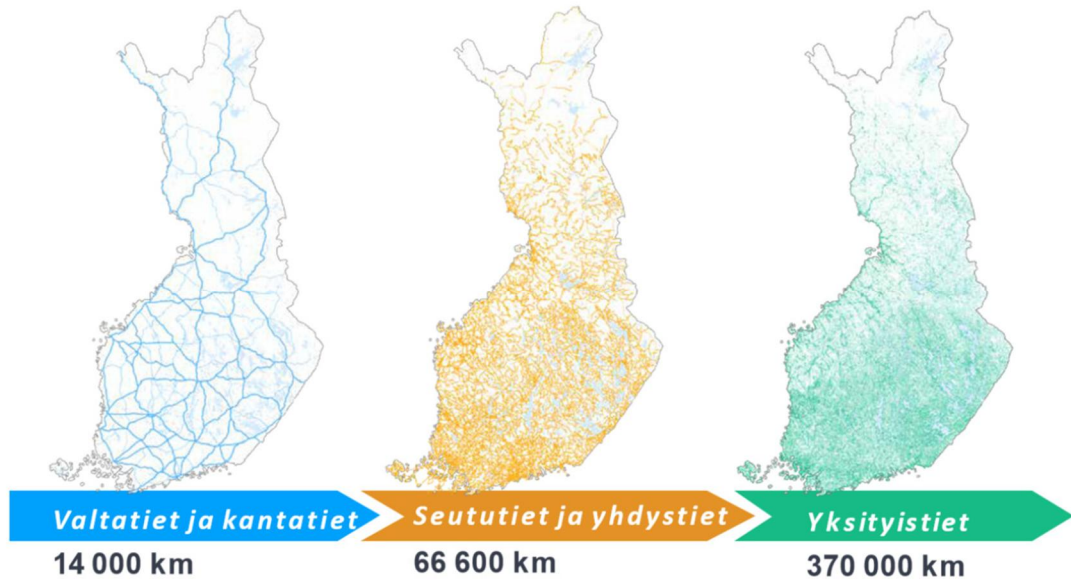 Valtatiet ja kantatiet
Seututiet ja yhdystiet
Yksityistiet
14 000 km
66 600 km
370 000 km